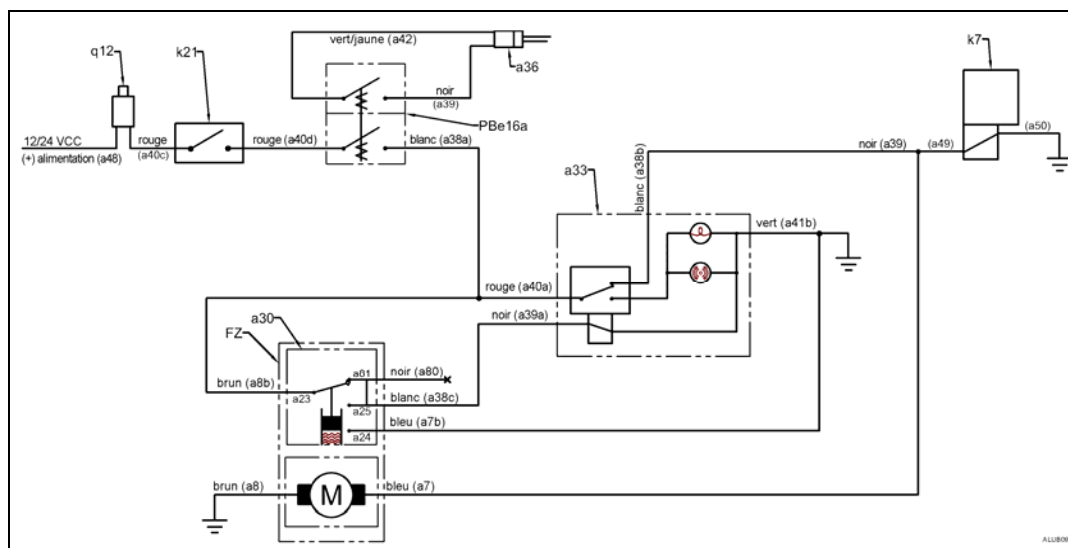 q12
k21
vert/jaune (a42)
a36
k7
noir
(a39)
PBe16a
12/24 VCC
(+) alimentation (a48)
rouge
(a40c)
rouge (a40d)
blanc (a38a)
noir (a39)
(a49)
(a50)
blanc (a38b)
a33
vert (a41b)
rouge (a40a)
noir (a39a)
a30
FZ
brun (a8b)
a23
a01
noir (a80)
a25
blanc (a38c)
a24
bleu (a7b)
brun (a8)
M
bleu (a7)